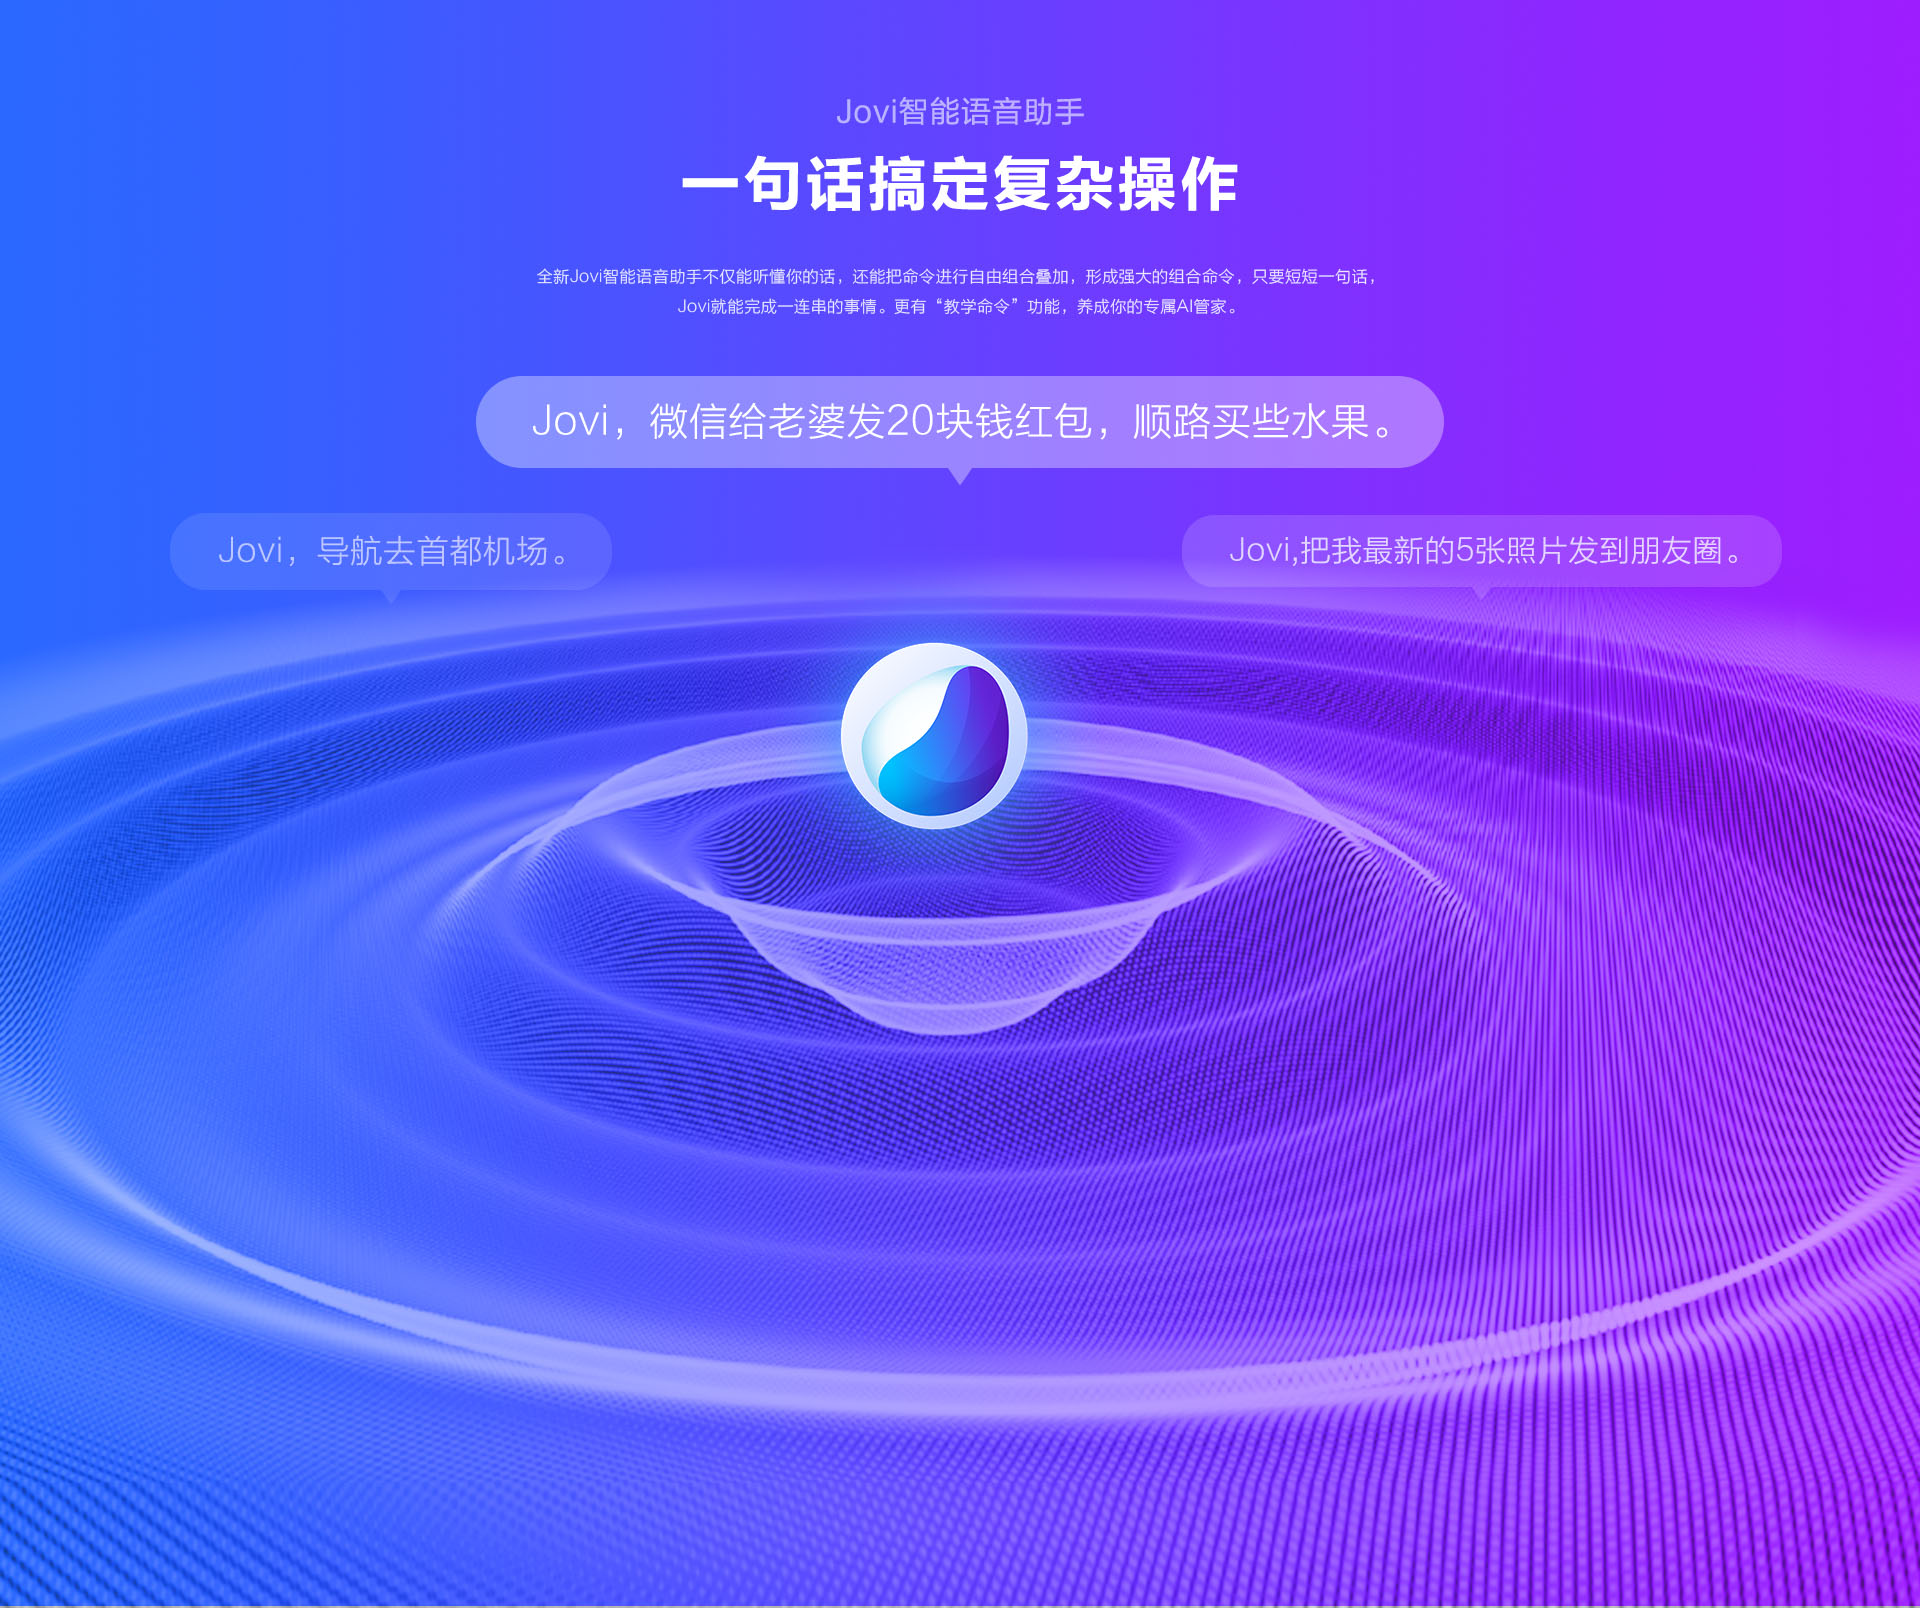 Jovi智能语音助手
一句话搞定复杂操作
全新Jovi智能语音助手不仅能听懂你的话，还能把命令进行自由组合叠加，形成强大的组合命令，只要短短一句话，
Jovi就能完成一连串的事情。更有“教学命令”功能，养成你的专属AI管家。
Jovi，微信给老婆发20块钱红包，顺路买些水果。
Jovi，导航去首都机场。
Jovi,把我最新的5张照片发到朋友圈。